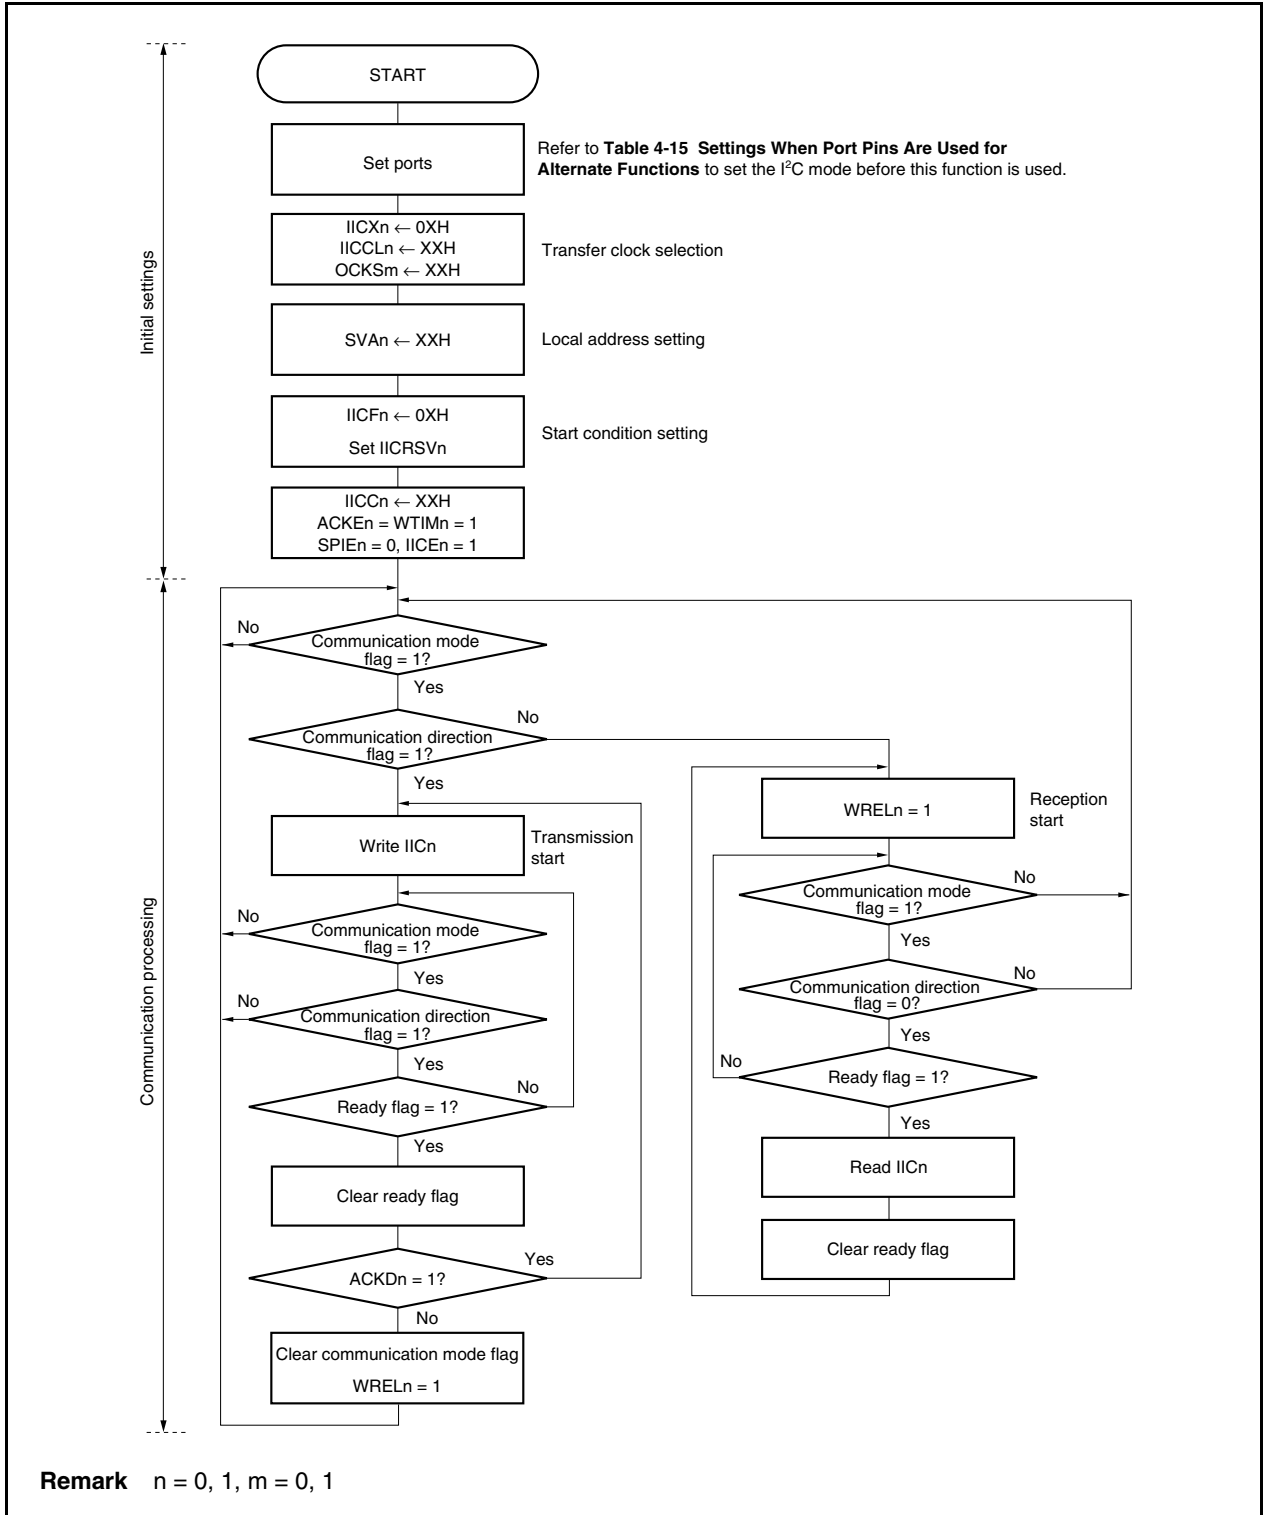 START
Set ports
Refer to Table 4-15 Settings When Port Pins Are Used for
Alternate Functions to set the I²C mode before this function is used.
IICXn ← 0XH
IICCLn ← XXH
OCKSm ← XXH
Transfer clock selection
Initial settings
SVAn ← XXH
Local address setting
IICFn ← 0XH
Set IICRSVn
Start condition setting
IICCn ← XXH
ACKEn = WTIMn = 1
SPIEn = 0, IICEn = 1
No
Communication mode
flag = 1?
Yes
No
Communication direction
flag = 1?
Yes
Write IICn
Transmission
start
No
Communication mode
flag = 1?
Yes
No
Communication direction
flag = 1?
Yes
No
Ready flag = 1?
Yes
Clear ready flag
Yes
ACKDn = 1?
No
Clear communication mode flag
WRELn = 1
Communication processing
WRELn = 1
Reception
start
No
Communication mode
flag = 1?
Yes
No
Communication direction
flag = 0?
Yes
No
Ready flag = 1?
Yes
Read IICn
Clear ready flag
Remark n = 0, 1, m = 0, 1